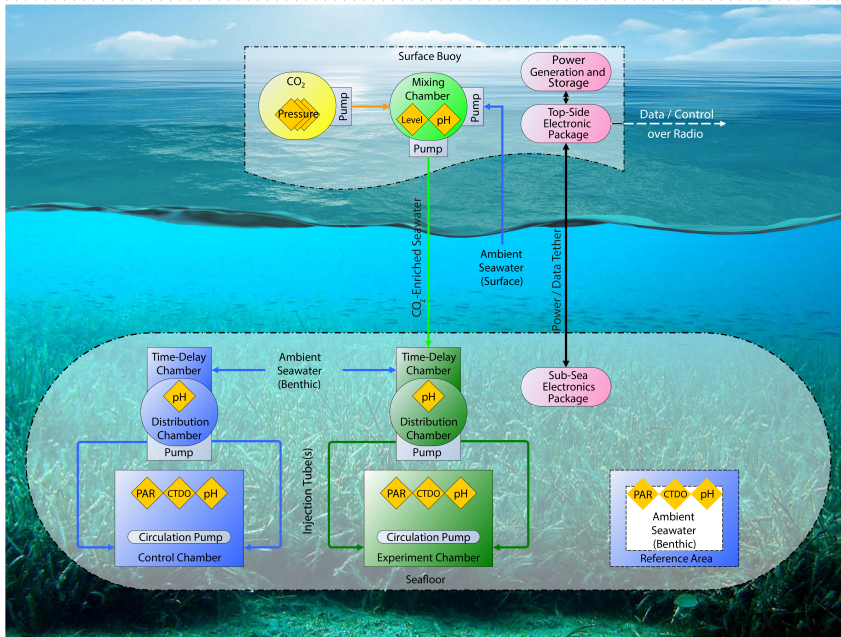 Surface Buoy
CO2
Pressure
Pump
Mixing
Chamber
Level
pH
Pump
Pump
Power
Generation and
Storage
Top-Side
Electronic
Package
Data / Control
over Radio
CO2-Enriched Seawater
Ambient
Seawater
(Surface)
Power / Data Tether
Time-Delay
Chamber
pH
Distribution
Chamber
Pump
Ambient
Seawater
(Benthic)
Time-Delay
Chamber
pH
Distribution
Chamber
Pump
Sub-Sea
Electronics
Package
Injection Tube(s)
PAR
CTDO
pH
Circulation Pump
Control Chamber
PAR
CTDO
pH
Circulation Pump
Experiment Chamber
PAR
CTDO
pH
Ambient
Seawater
(Benthic)
Reference Area
Seafloor